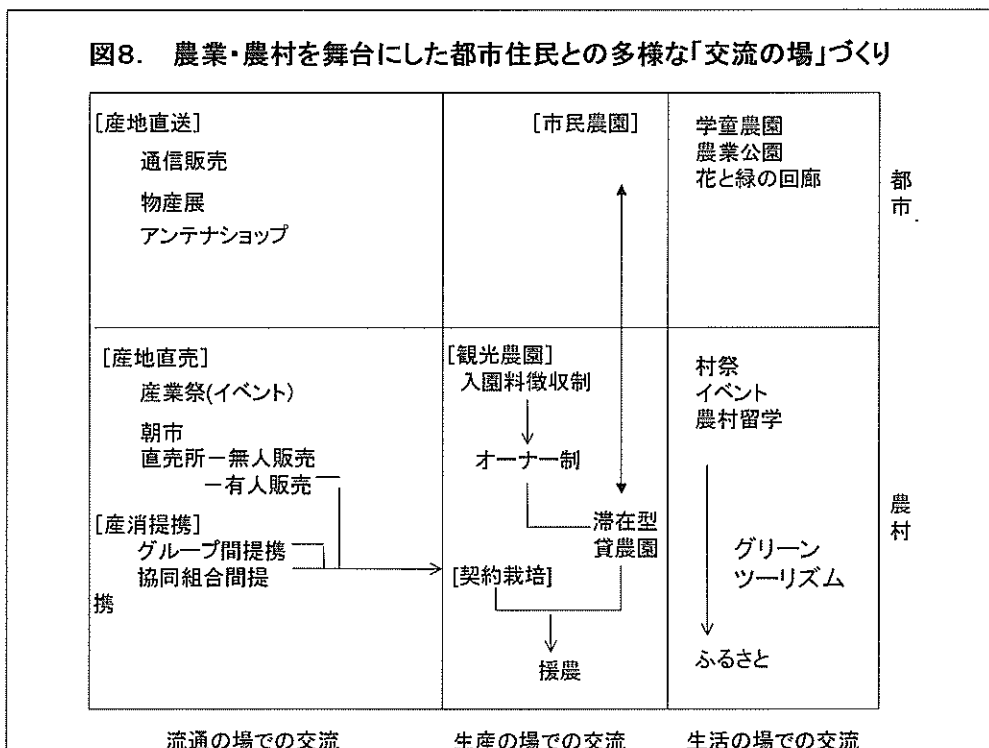 図8. 農業・農村を舞台にした都市住民との多様な「交流の場」づくり
[産地直送]
通信販売
物産展
アンテナショップ
[市民農園]
学童農園
農業公園
花と緑の回廊
都市
[産地直売]
産業祭(イベント)
朝市
直売所－無人販売
－有人販売
[産消提携]
グループ間提携
協同組合間提
携
[観光農園]
入園料徴収制
オーナー制
滞在型
貸農園
[契約栽培]
援農
村祭
イベント
農村留学
グリーン
ツーリズム
ふるさと
農村
流通の場での交流
生産の場での交流
生活の場での交流